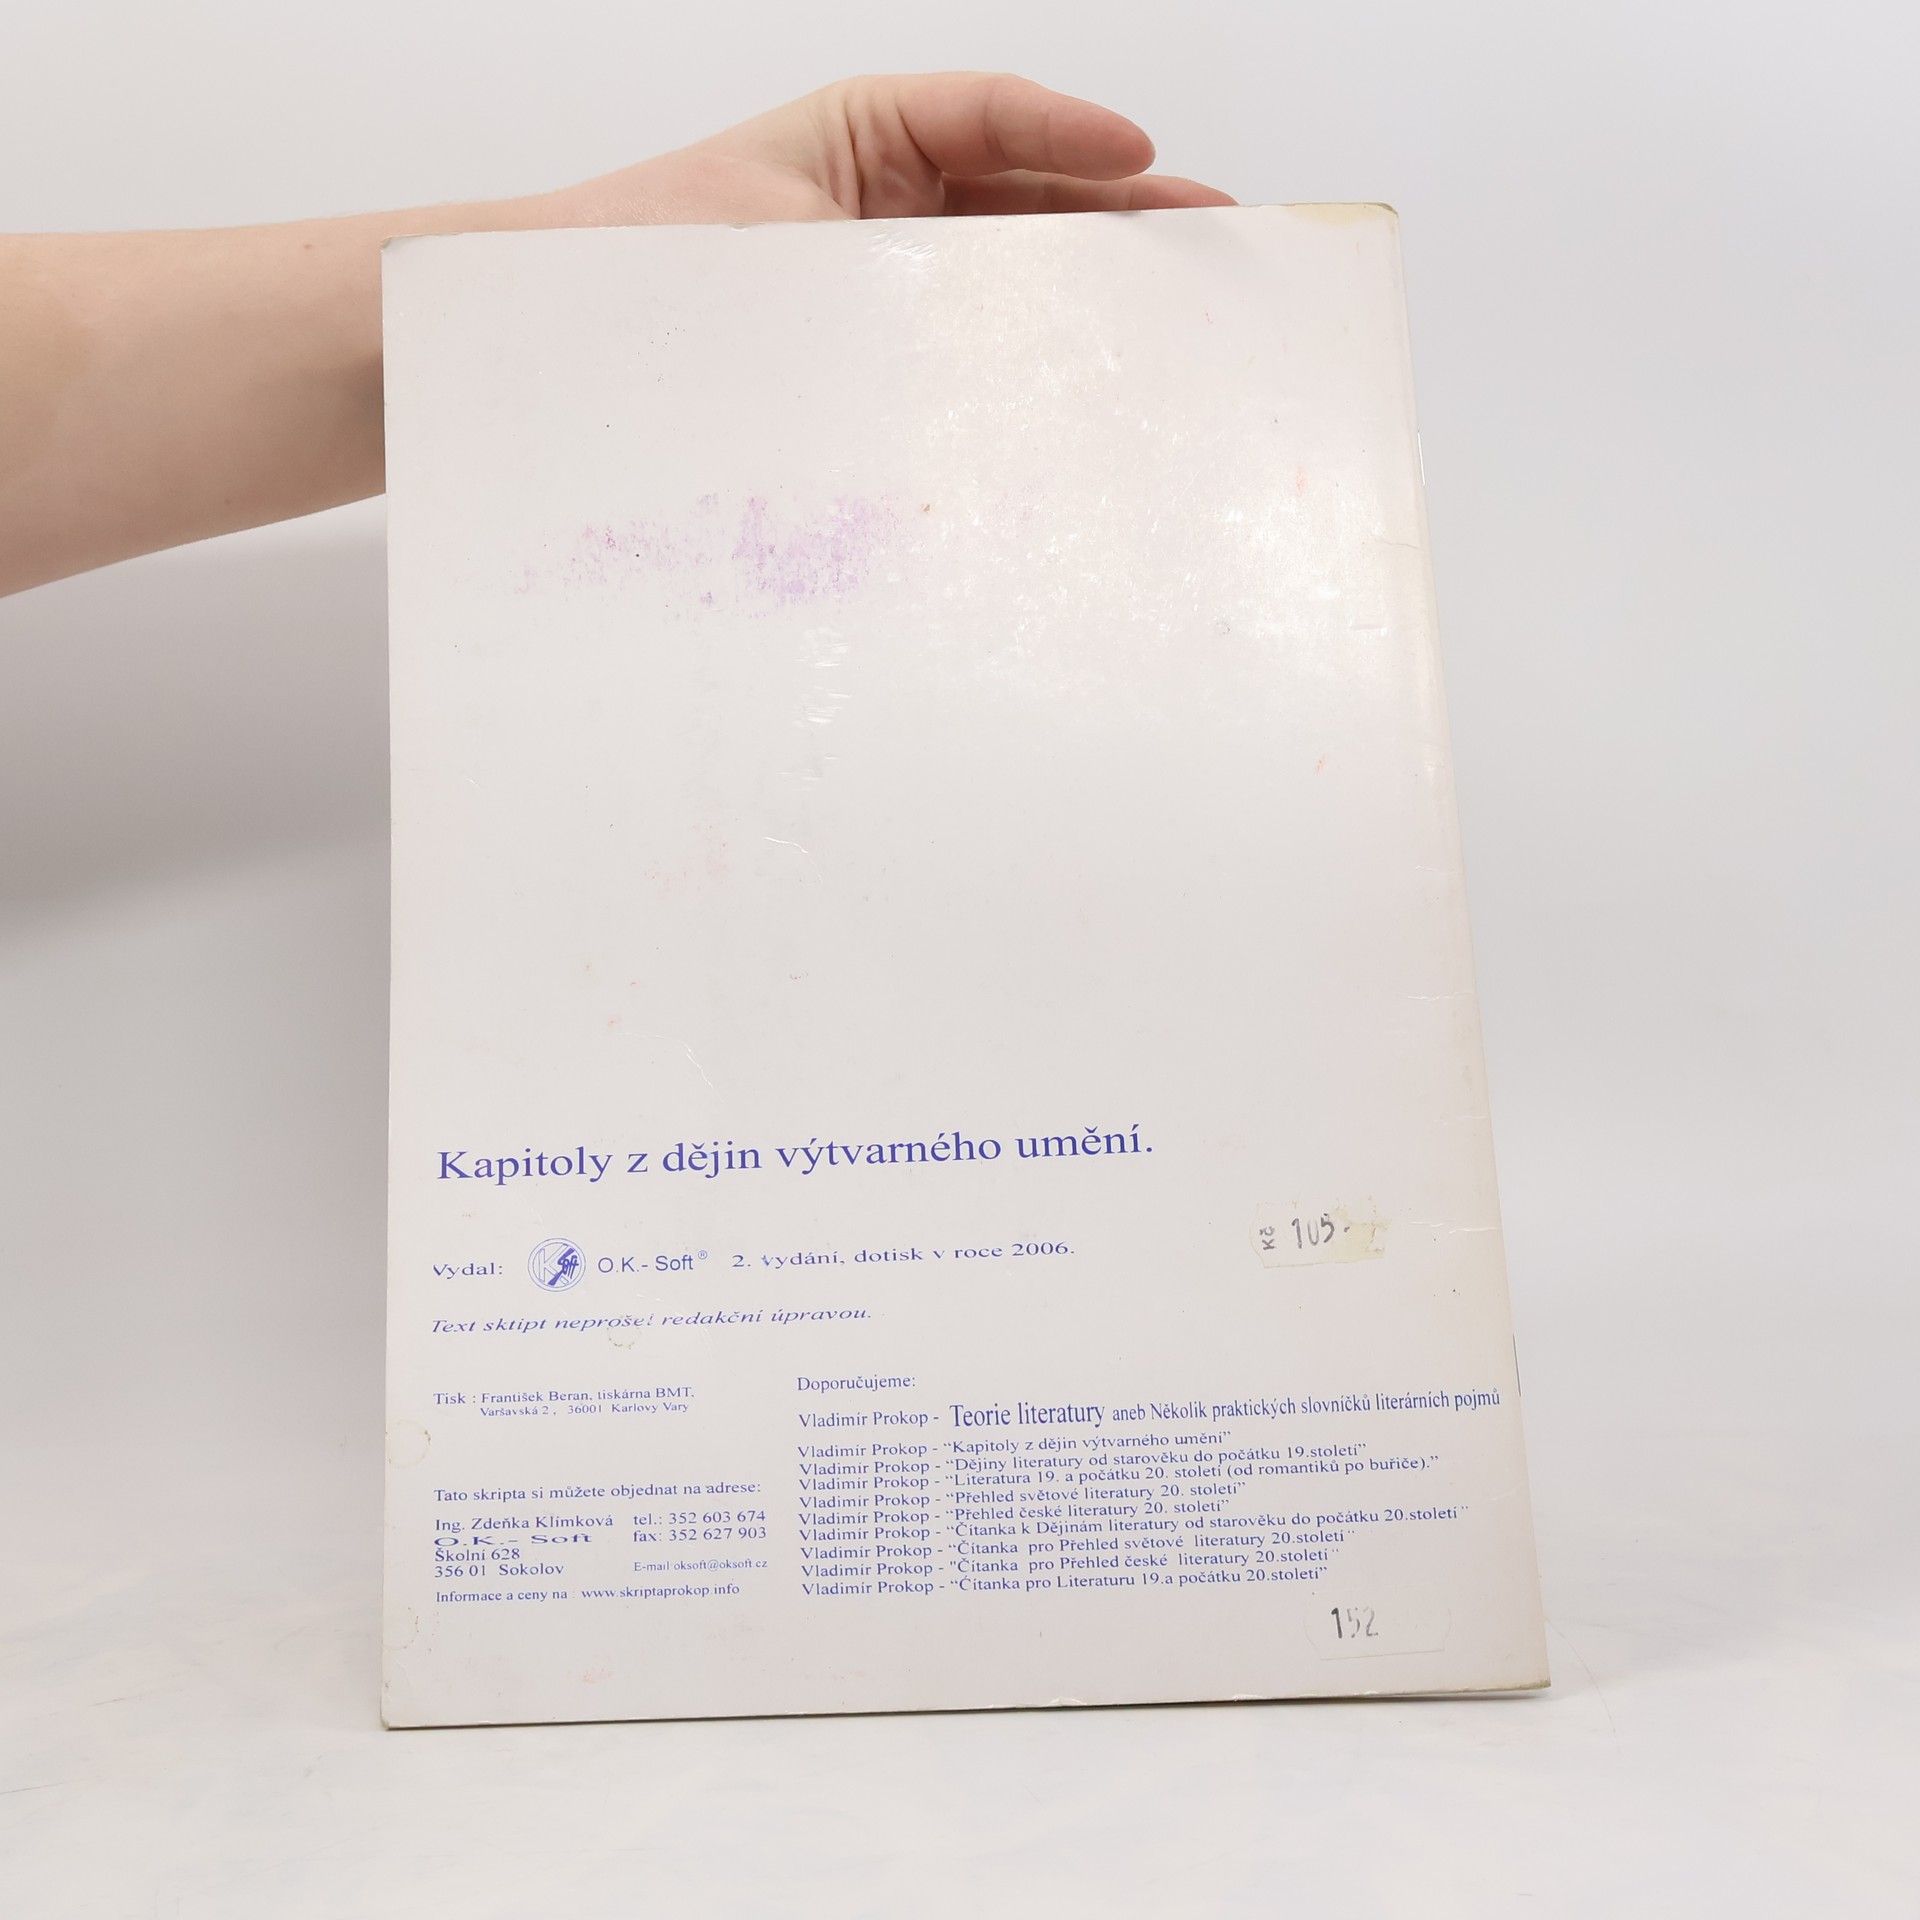 Kapitoly z dějin výtvarného umění.
Vydal: K Soft O.K.- Soft® 2. vydání, dotisk v roce 2006.
Kč 105.-
Text sktipt neprošel redakční úpravou.
Tisk : František Beran, tiskárna BMT,
Varšavská 2 , 36001 Karlovy Vary
Tato skripta si můžete objednat na adrese:
Ing. Zdeňka Klímková tel.: 352 603 674
O.K.- Soft fax: 352 627 903
Školní 628
356 01 Sokolov E-mail:oksoft@oksoft.cz
Informace a ceny na : www.skriptaprokop.info
Doporučujeme:
Vladimír Prokop - Teorie literatury aneb Několik praktických slovníčků literárních pojmů
Vladimír Prokop - “Kapitoly z dějin výtvarného umění”
Vladimír Prokop - “Dějiny literatury od starověku do počátku 19.století”
Vladimír Prokop - “Literatura 19. a počátku 20. století (od romantiků po buřiče).”
Vladimír Prokop - “Přehled světové literatury 20. století”
Vladimír Prokop - “Přehled české literatury 20. století”
Vladimír Prokop - “Čítanka k Dějinám literatury od starověku do počátku 20.století ”
Vladimír Prokop - “Čítanka pro Přehled světové literatury 20.století ”
Vladimír Prokop - "Čítanka pro Přehled české literatury 20.století ”
Vladimír Prokop - “Čítanka pro Literaturu 19.a počátku 20.století”
152